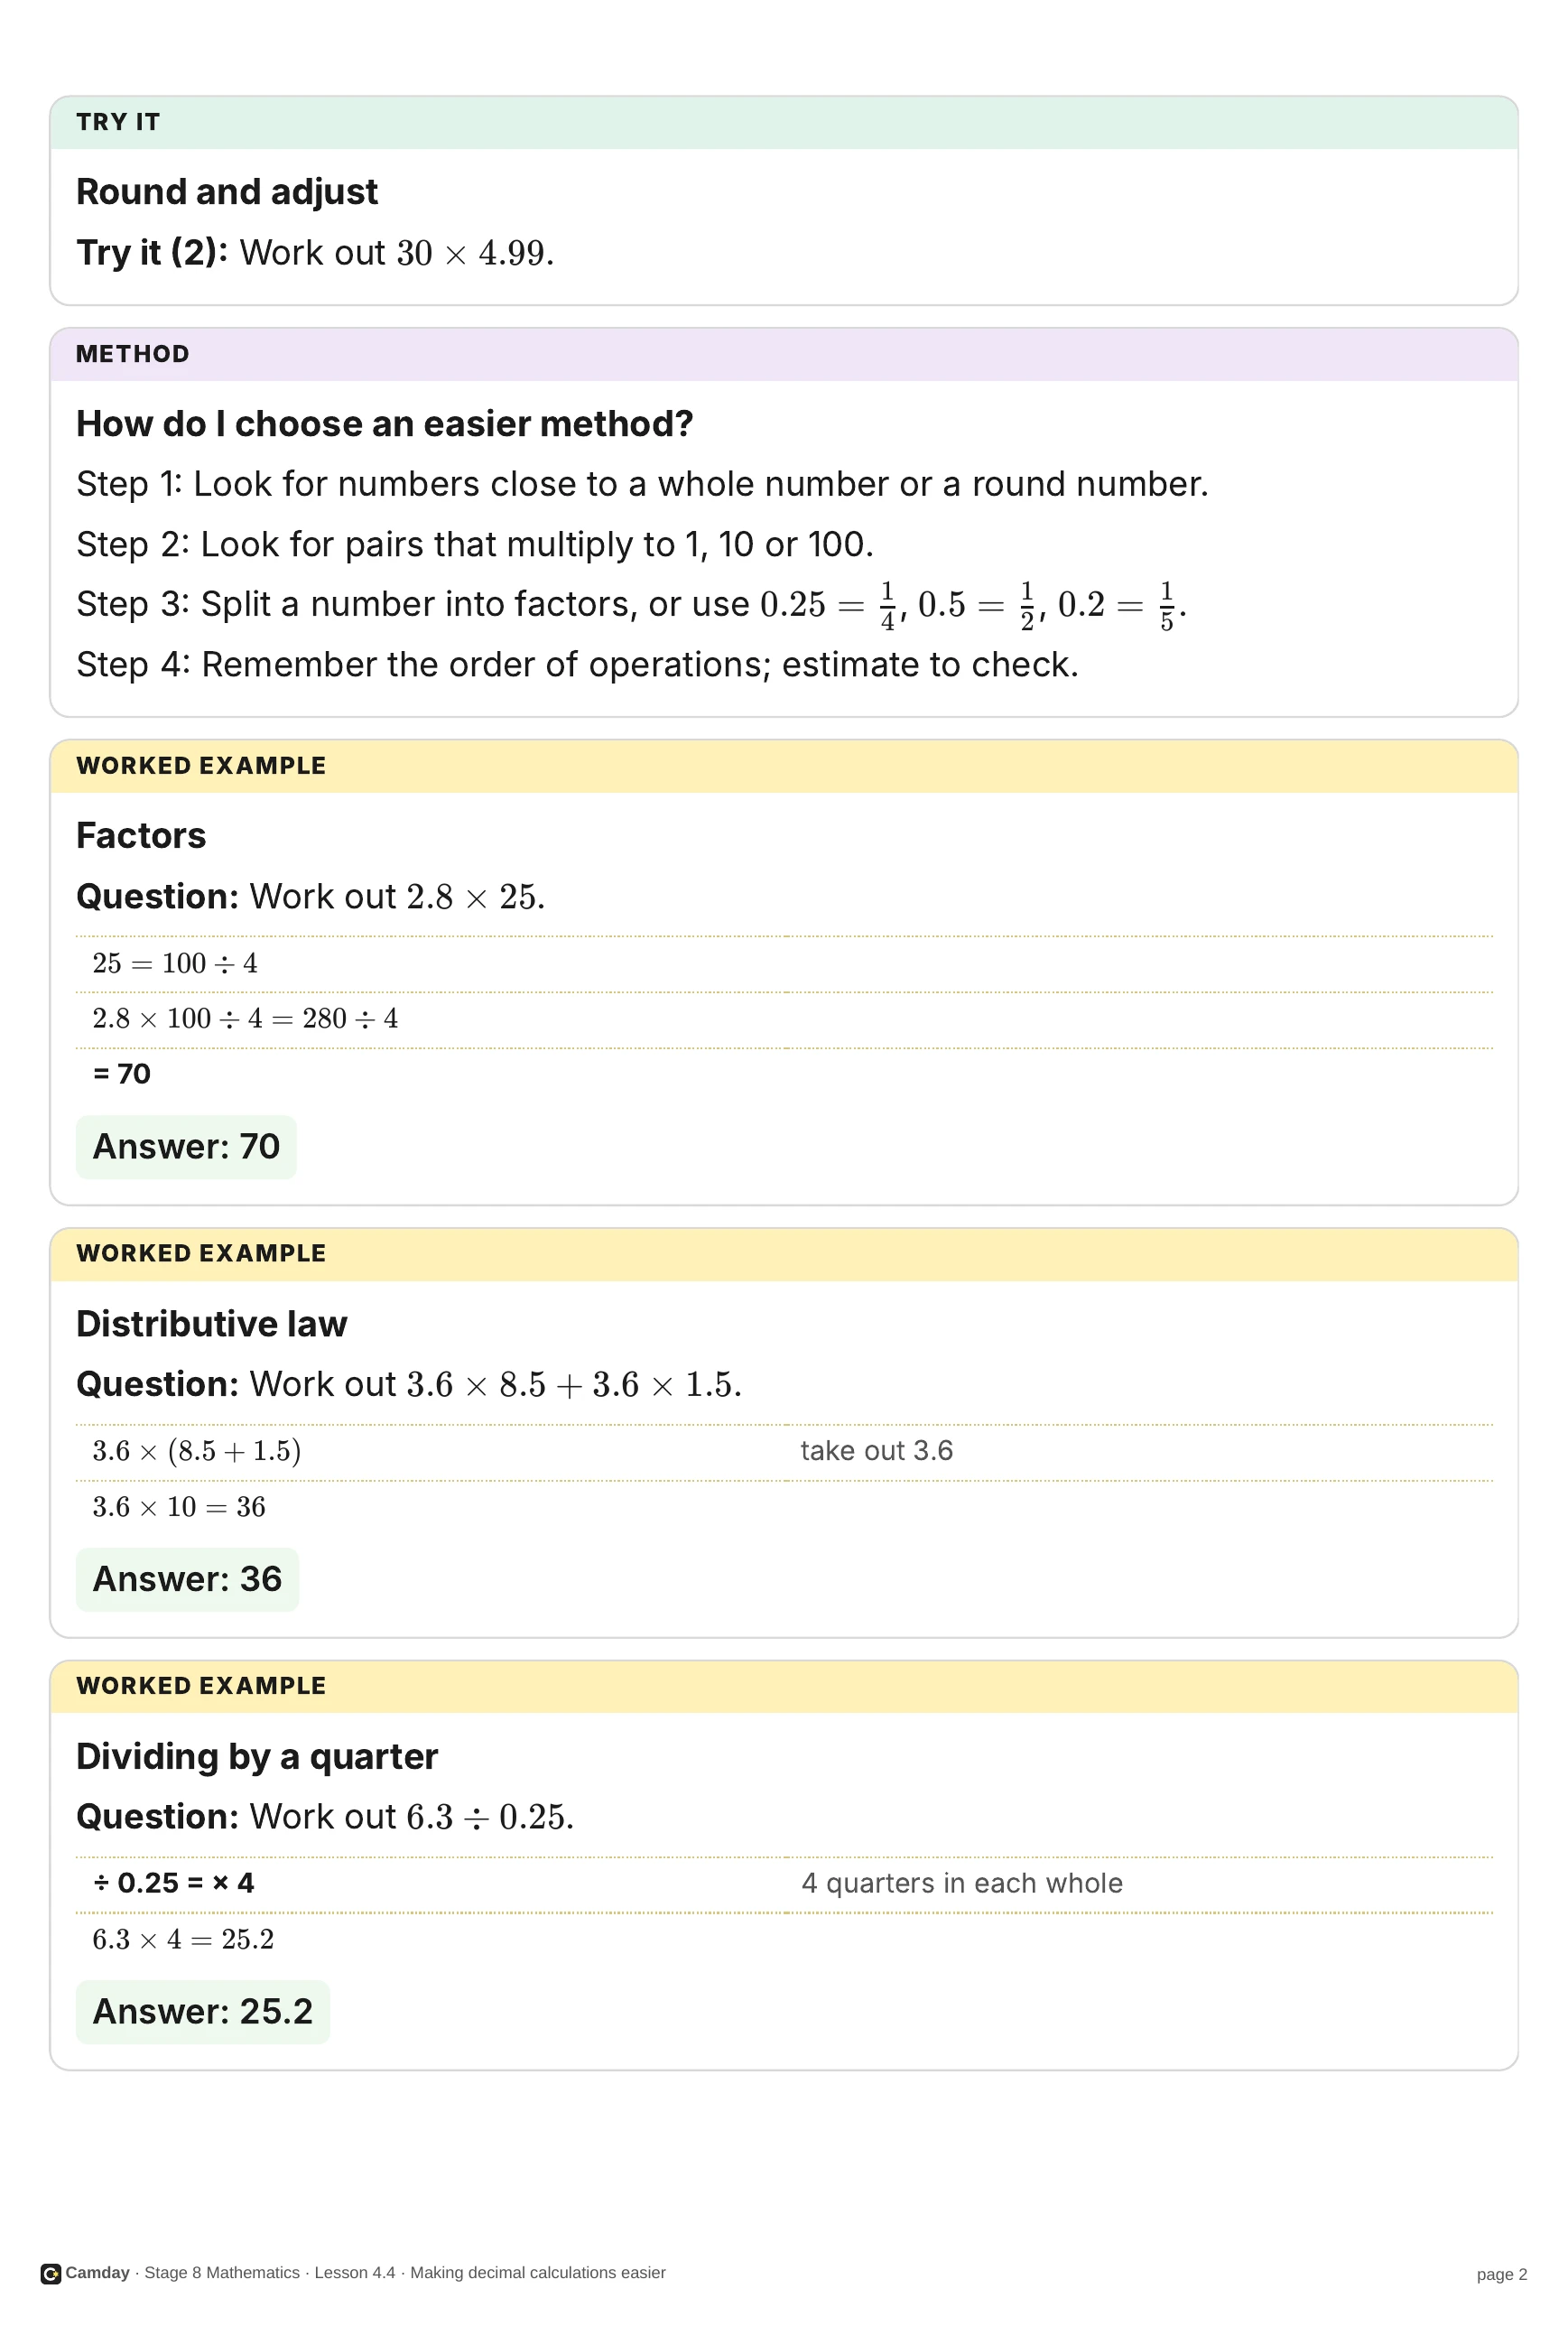 TRY IT
Round and adjust
Try it (2): Work out 30 × 4.99.
METHOD
How do I choose an easier method?
Step 1: Look for numbers close to a whole number or a round number.
Step 2: Look for pairs that multiply to 1, 10 or 100.
Step 3: Split a number into factors, or use 0.25 = 1/4, 0.5 = 1/2, 0.2 = 1/5.
Step 4: Remember the order of operations; estimate to check.
WORKED EXAMPLE
Factors
Question: Work out 2.8 × 25.
25 = 100 ÷ 4
2.8 × 100 ÷ 4 = 280 ÷ 4
= 70
Answer: 70
WORKED EXAMPLE
Distributive law
Question: Work out 3.6 × 8.5 + 3.6 × 1.5.
3.6 × (8.5 + 1.5) take out 3.6
3.6 × 10 = 36
Answer: 36
WORKED EXAMPLE
Dividing by a quarter
Question: Work out 6.3 ÷ 0.25.
÷ 0.25 = × 4 4 quarters in each whole
6.3 × 4 = 25.2
Answer: 25.2
Camday · Stage 8 Mathematics · Lesson 4.4 · Making decimal calculations easier page 2